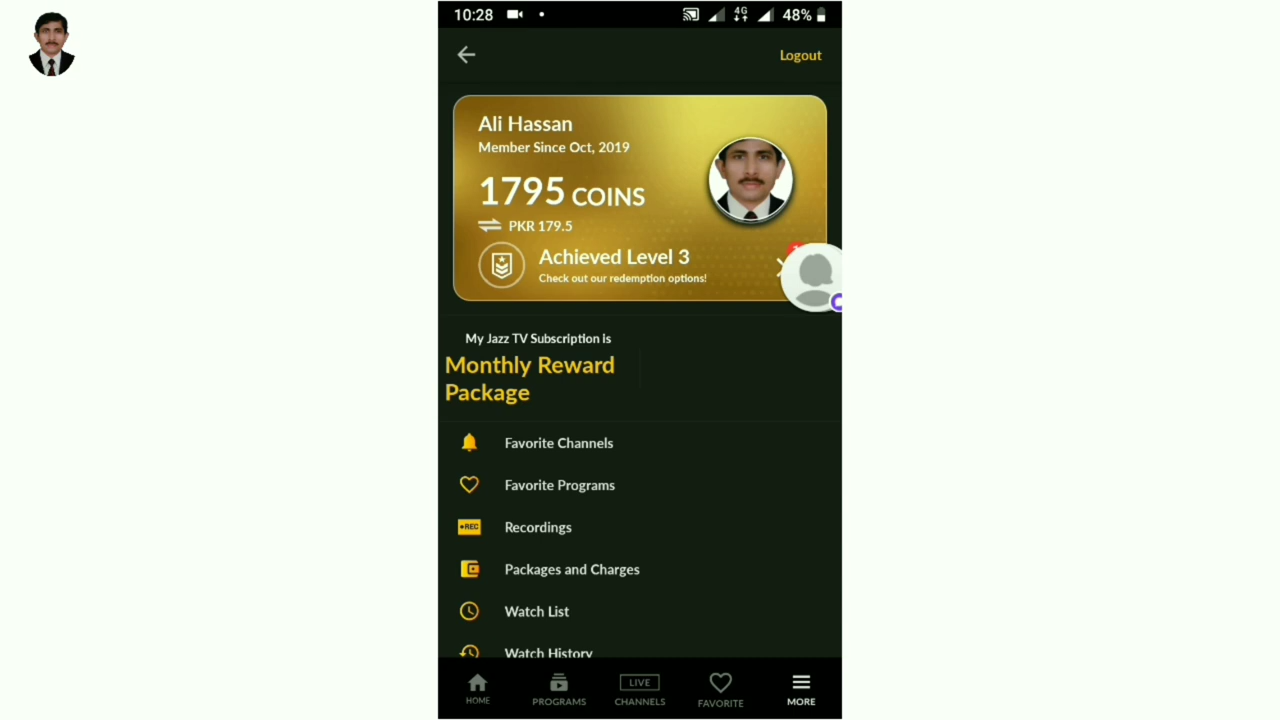 10:28
4G
48%
Logout
Ali Hassan
Member Since Oct, 2019
1795 COINS
PKR 179.5
Achieved Level 3
Check out our redemption options!
My Jazz TV Subscription is
Monthly Reward
Package
Favorite Channels
Favorite Programs
REC
Recordings
Packages and Charges
Watch List
Watch History
HOME
PROGRAMS
LIVE
CHANNELS
FAVORITE
MORE